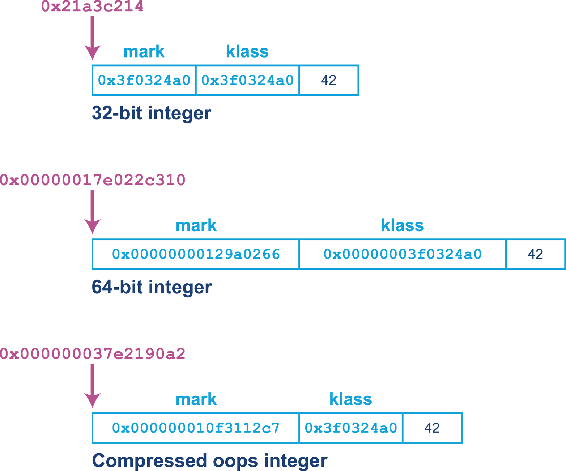 0x21a3c214
mark klass
0x3f0324a0 0x3f0324a0 42
32-bit integer
0x00000017e022c310
mark klass
0x00000000129a0266 0x00000003f0324a0 42
64-bit integer
0x000000037e2190a2
mark klass
0x000000010f3112c7 0x3f0324a0 42
Compressed oops integer